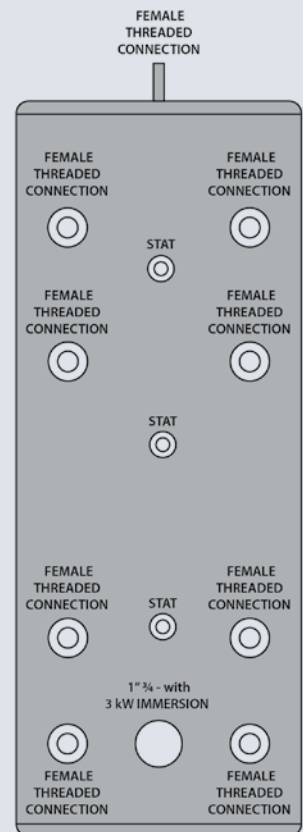 FEMALE
THREADED
CONNECTION
FEMALE
THREADED
CONNECTION
FEMALE
THREADED
CONNECTION
STAT
FEMALE
THREADED
CONNECTION
FEMALE
THREADED
CONNECTION
STAT
FEMALE
THREADED
CONNECTION
FEMALE
THREADED
CONNECTION
STAT
1" ¾ - with
3 kW IMMERSION
FEMALE
THREADED
CONNECTION
FEMALE
THREADED
CONNECTION